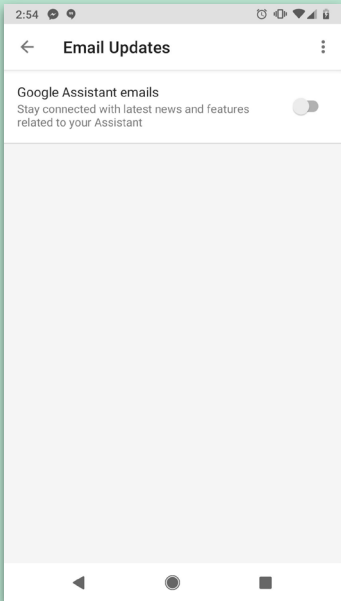 2:54
Email Updates
Google Assistant emails
Stay connected with latest news and features
related to your Assistant